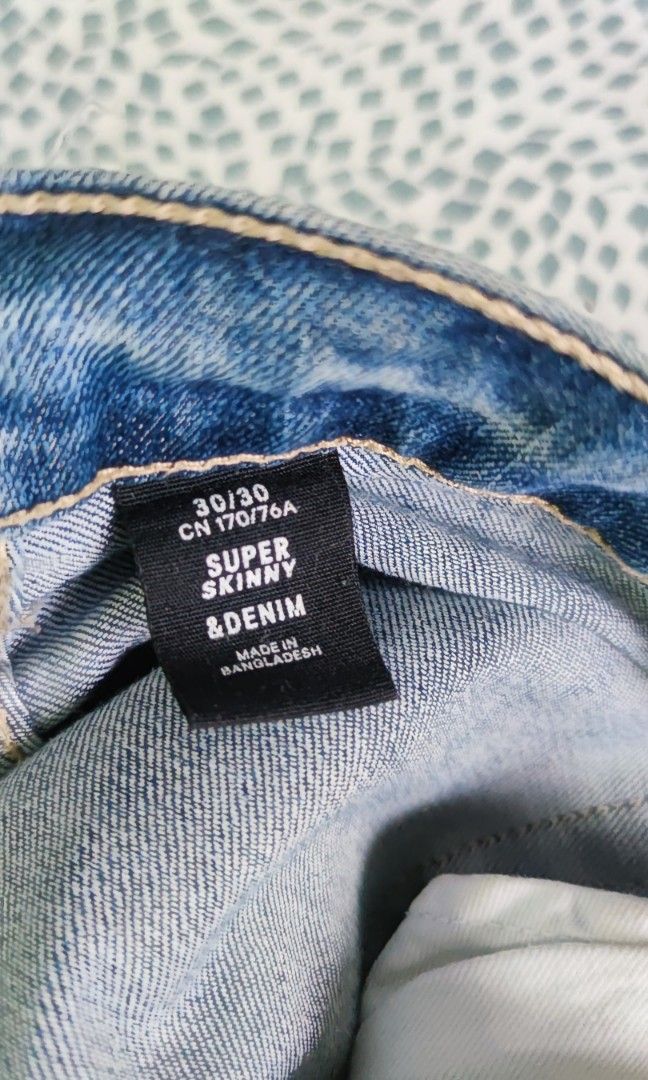 30/30
CN 170/76A
SUPER
SKINNY
&DENIM
MADE IN
BANGLADESH